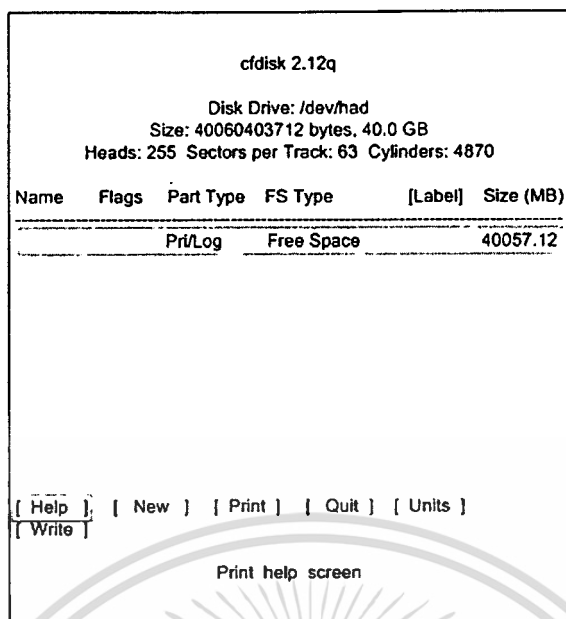 cfdisk 2.12q
Disk Drive: /dev/had
Size: 40060403712 bytes, 40.0 GB
Heads: 255 Sectors per Track: 63 Cylinders: 4870
Name Flags Part Type FS Type [Label] Size (MB)
Pri/Log Free Space 40057.12
[ Help ] [ New ] [ Print ] [ Quit ] [ Units ]
[ Write ]
Print help screen